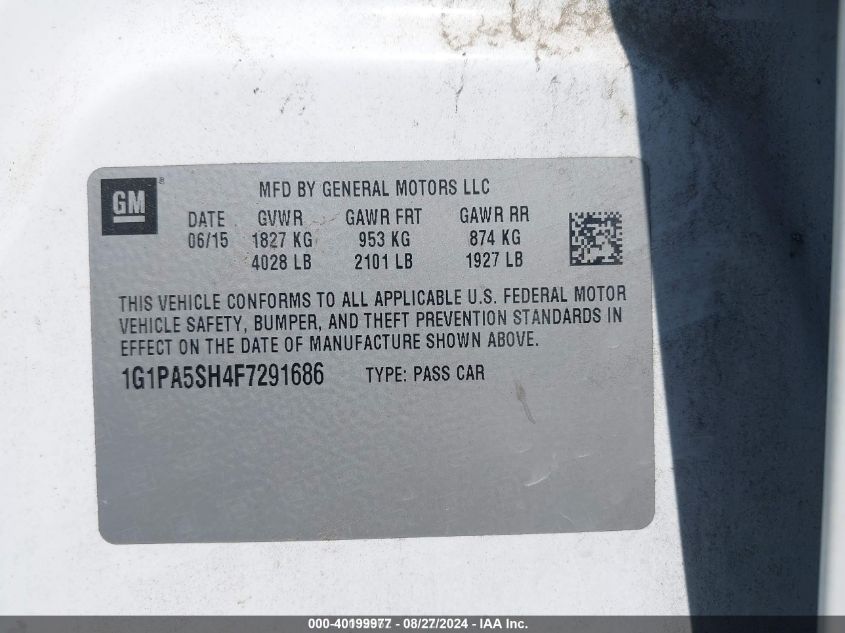 GM
MFD BY GENERAL MOTORS LLC
DATE GVWR GAWR FRT GAWR RR
06/15 1827 KG 953 KG 874 KG
4028 LB 2101 LB 1927 LB
THIS VEHICLE CONFORMS TO ALL APPLICABLE U.S. FEDERAL MOTOR
VEHICLE SAFETY, BUMPER, AND THEFT PREVENTION STANDARDS IN
EFFECT ON THE DATE OF MANUFACTURE SHOWN ABOVE.
1G1PA5SH4F7291686 TYPE: PASS CAR
000-40199977 - 08/27/2024 - IAA Inc.